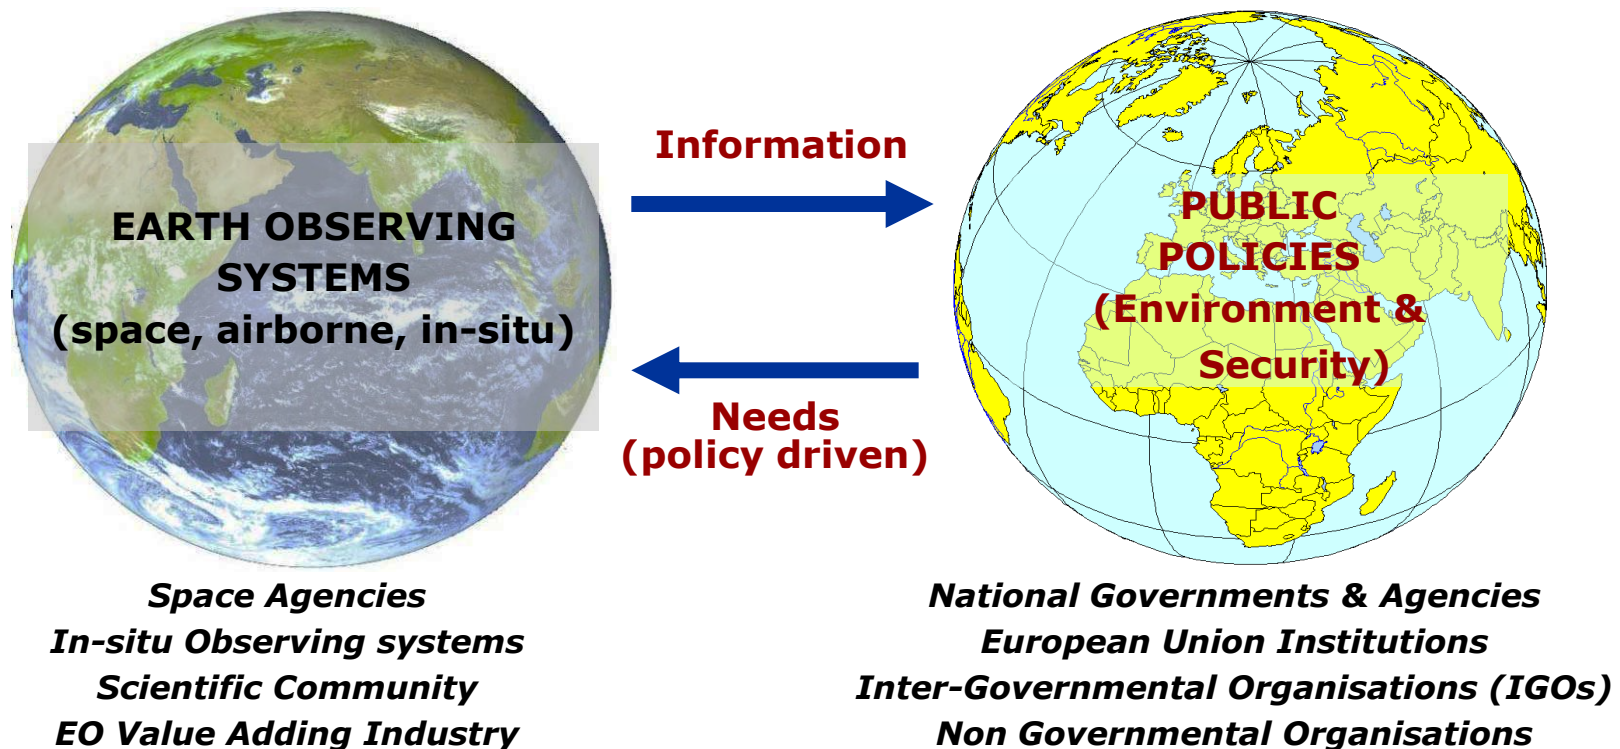 EARTH OBSERVING
SYSTEMS
(space, airborne, in-situ)
Information
Needs
(policy driven)
PUBLIC
POLICIES
(Environment &
Security)
Space Agencies
In-situ Observing systems
Scientific Community
EO Value Adding Industry
National Governments & Agencies
European Union Institutions
Inter-Governmental Organisations (IGOs)
Non Governmental Organisations